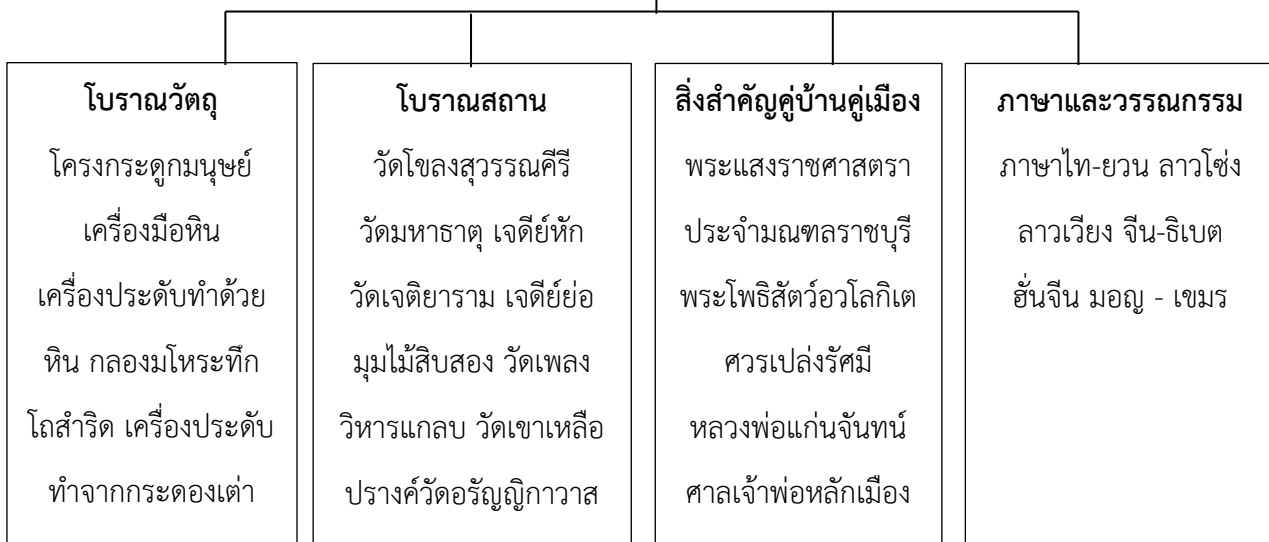 โบราณวัตถุ
โครงกระดูกมนุษย์
เครื่องมือหิน
เครื่องประดับทำด้วย
หิน กลองมโหระทึก
โถสำริด เครื่องประดับ
ทำจากกระดองเต่า
โบราณสถาน
วัดโขลงสุวรรณคีรี
วัดมหาธาตุ เจดีย์หัก
วัดเจติยาราม เจดีย์ย่อ
มุมไม้สิบสอง วัดเพลง
วิหารแกลบ วัดเขาเหลือ
ปรางค์วัดอรัญญิกาวาส
สิ่งสำคัญคู่บ้านคู่เมือง
พระแสงราชศาสตรา
ประจำมณฑลราชบุรี
พระโพธิสัตว์อวโลกิเต
ศวรเปล่งรัศมี
หลวงพ่อแก่นจันทน์
ศาลเจ้าพ่อหลักเมือง
ภาษาและวรรณกรรม
ภาษาไท-ยวน ลาวโซ่ง
ลาวเวียง จีน-ธิเบต
ฮั่นจีน มอญ - เขมร